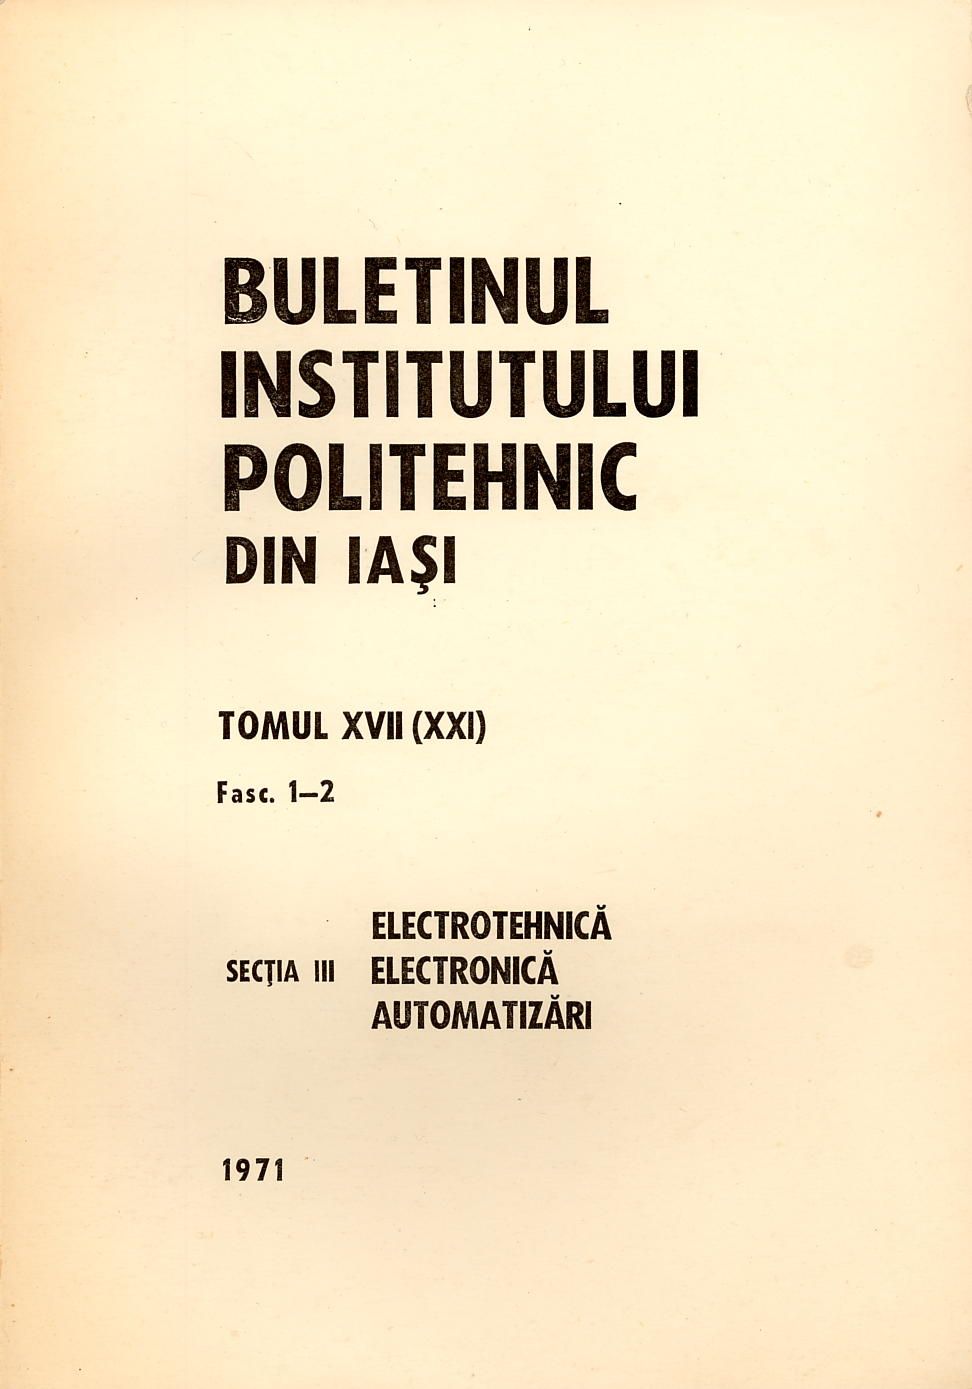 BULETINUL
INSTITUTULUI
POLITEHNIC
DIN IAŞI
TOMUL XVII (XXI)
Fasc. 1—2
ELECTROTEHNICĂ
SECŢIA III ELECTRONICĂ
AUTOMATIZĂRI
1971